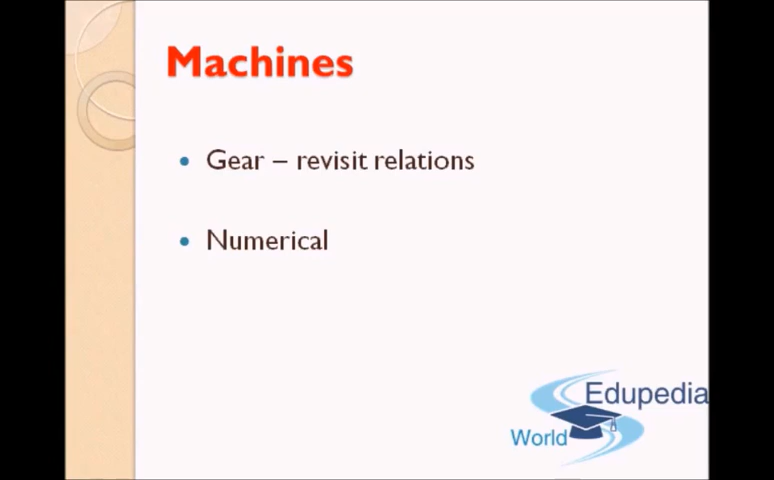 Machines
Gear – revisit relations
Numerical
Edupedia
World